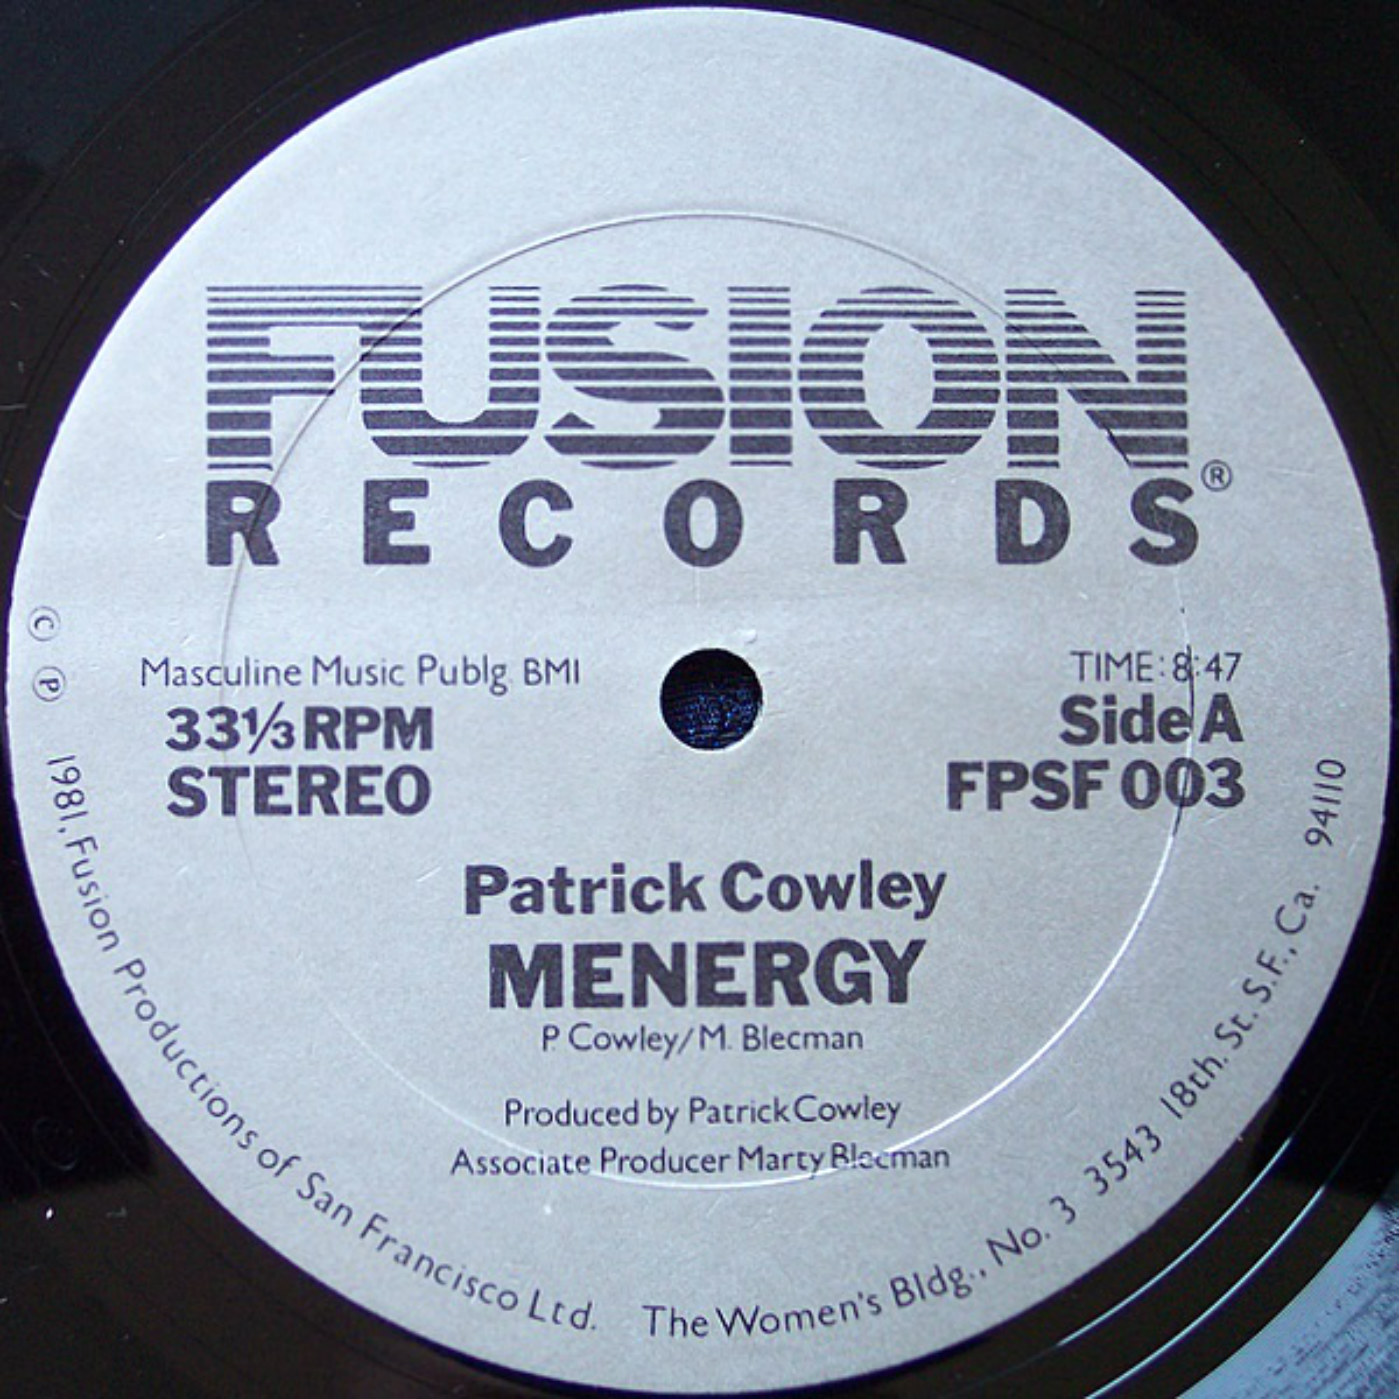 FUSION
RECORDS®
Masculine Music Publg. BMI
33⅓ RPM
STEREO
TIME: 8:47
Side A
FPSF 003
Patrick Cowley
MENERGY
P. Cowley/M. Blecman
Produced by Patrick Cowley
Associate Producer Marty Blecman
© ℗ 1981, Fusion Productions of San Francisco Ltd. The Women's Bldg., No. 3 3543 18th. St. S.F., Ca. 94110